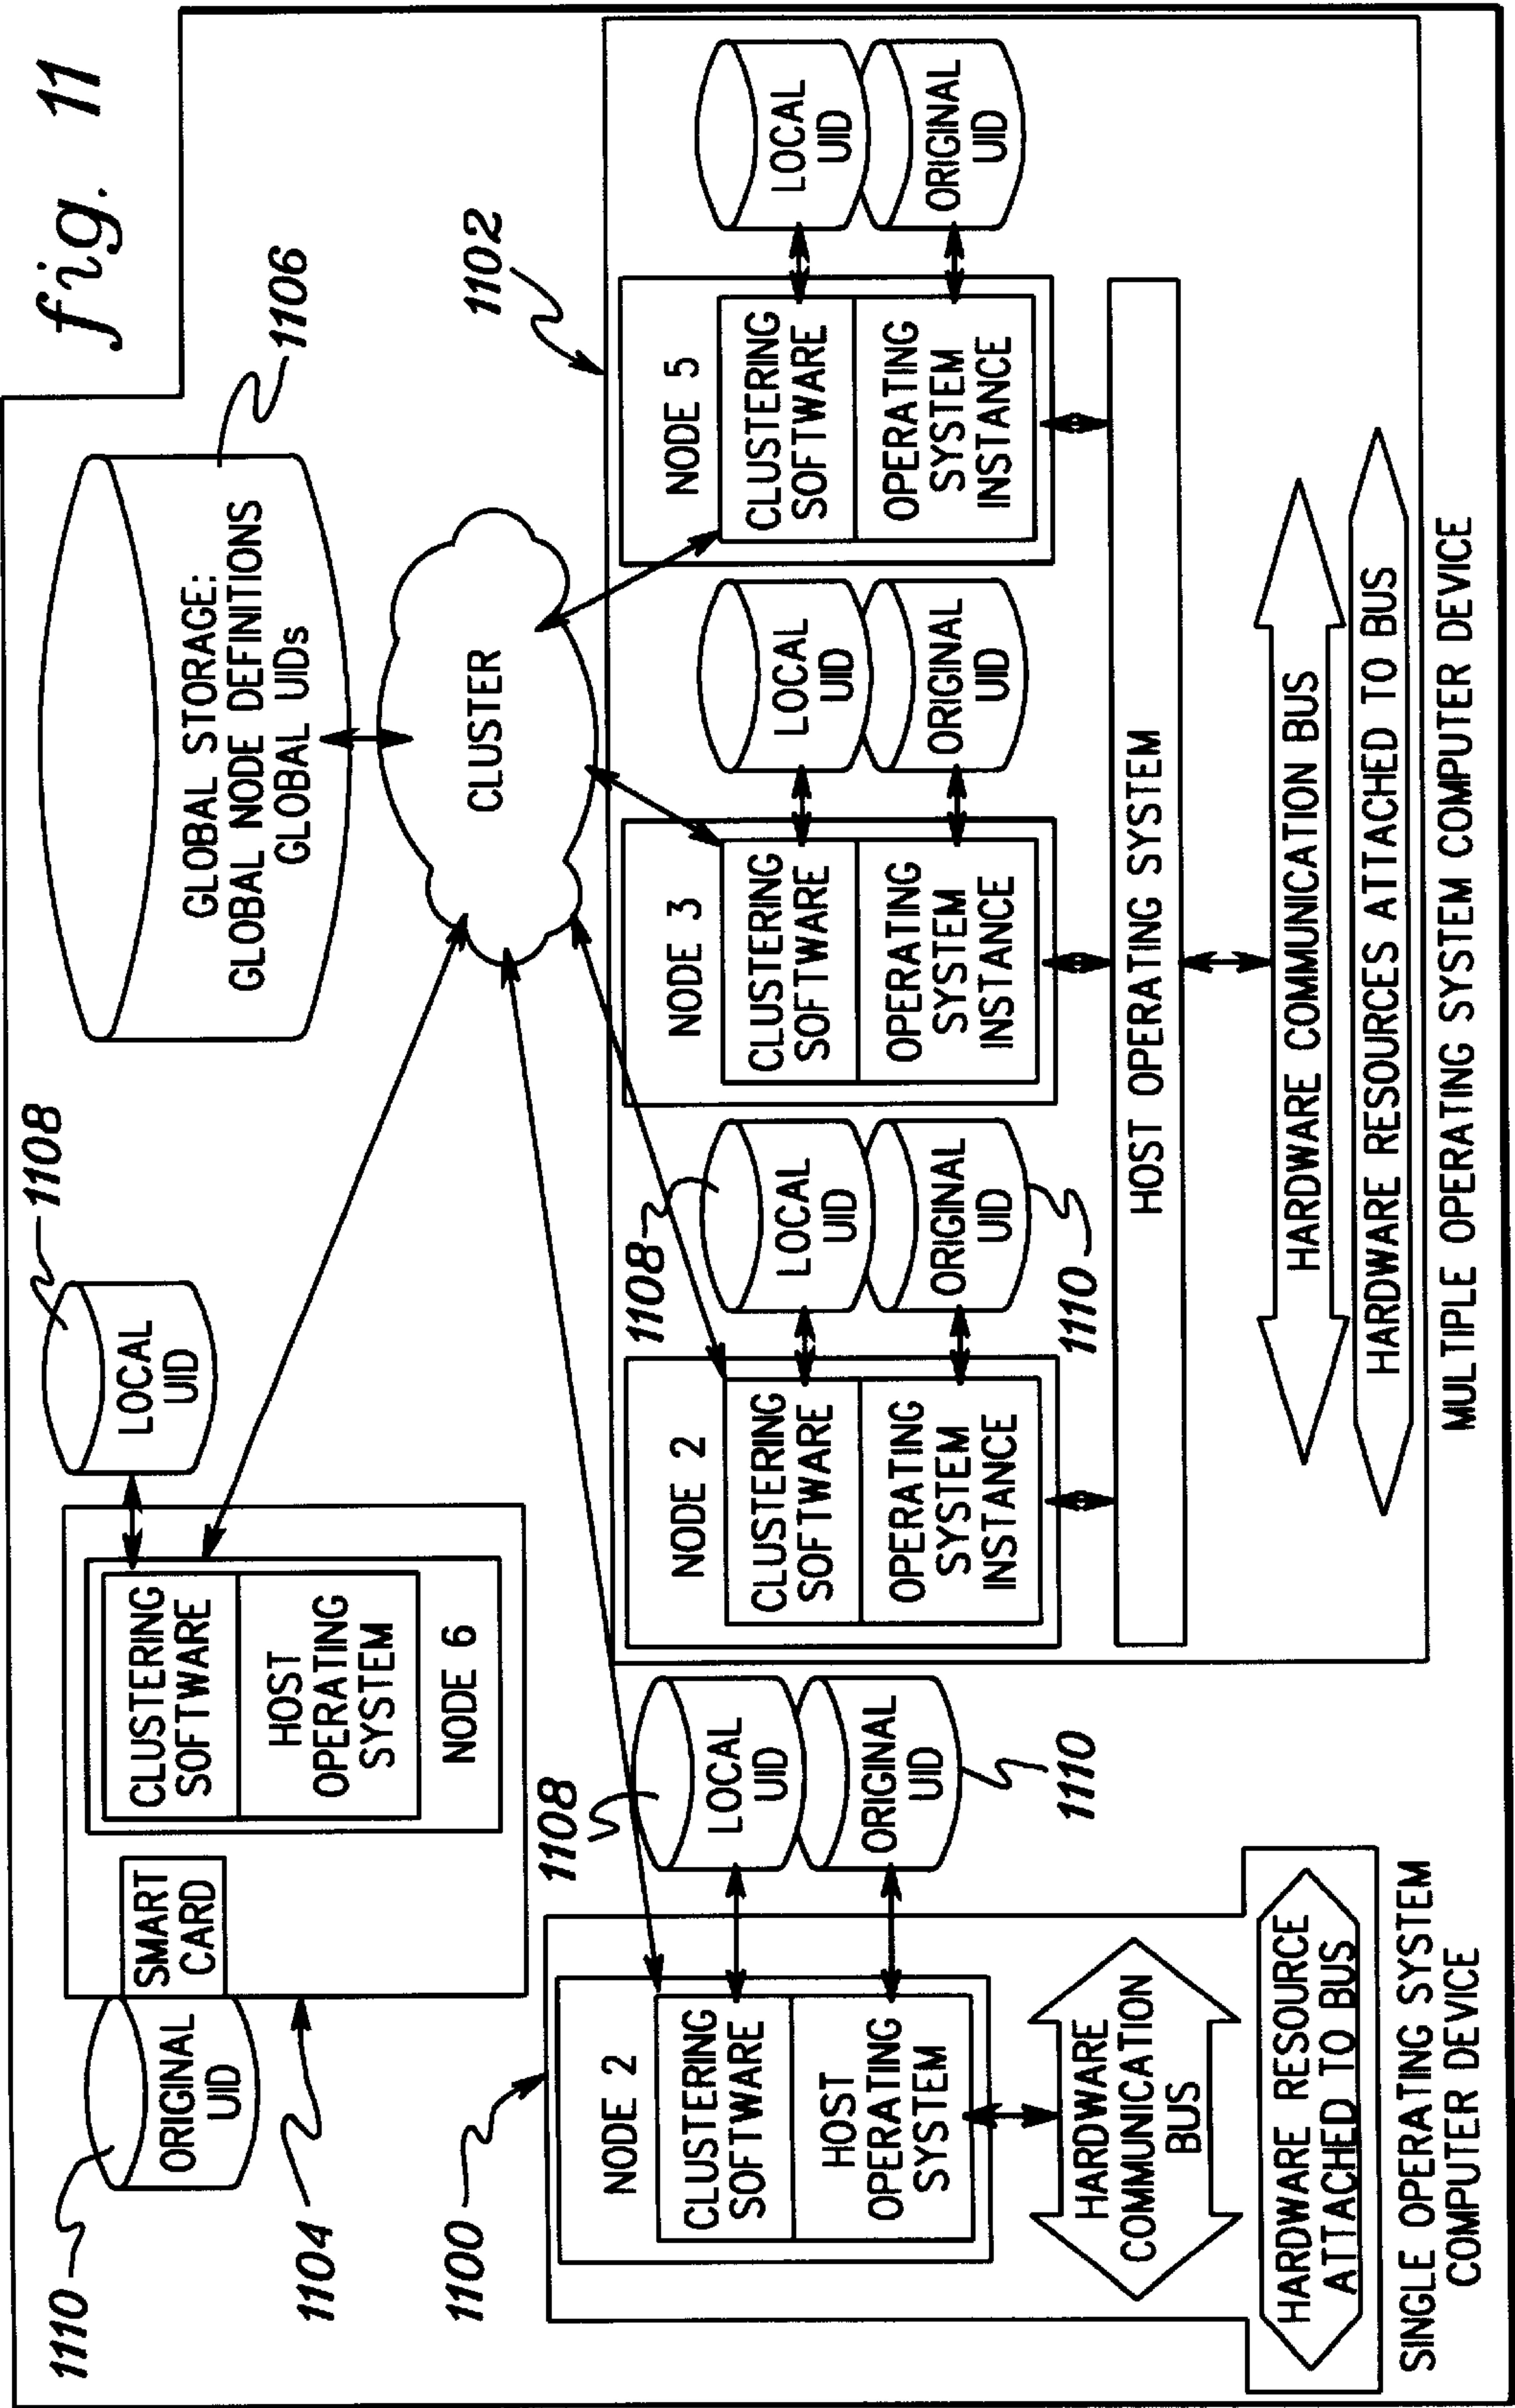 fig. 11
1110
ORIGINAL
UID
1104
SMART
CARD
CLUSTERING
SOFTWARE
HOST
OPERATING
SYSTEM
NODE 6
LOCAL
UID
1108
GLOBAL STORAGE:
GLOBAL NODE DEFINITIONS
GLOBAL UIDs
1106
CLUSTER
1100
NODE 2
CLUSTERING
SOFTWARE
HOST
OPERATING
SYSTEM
HARDWARE
COMMUNICATION
BUS
HARDWARE RESOURCE
ATTACHED TO BUS
SINGLE OPERATING SYSTEM
COMPUTER DEVICE
1108
LOCAL
UID
ORIGINAL
UID
1110
1102
NODE 2
CLUSTERING
SOFTWARE
OPERATING
SYSTEM
INSTANCE
1108
LOCAL
UID
ORIGINAL
UID
1110
NODE 3
CLUSTERING
SOFTWARE
OPERATING
SYSTEM
INSTANCE
LOCAL
UID
ORIGINAL
UID
NODE 5
CLUSTERING
SOFTWARE
OPERATING
SYSTEM
INSTANCE
LOCAL
UID
ORIGINAL
UID
HOST OPERATING SYSTEM
HARDWARE COMMUNICATION BUS
HARDWARE RESOURCES ATTACHED TO BUS
MULTIPLE OPERATING SYSTEM COMPUTER DEVICE